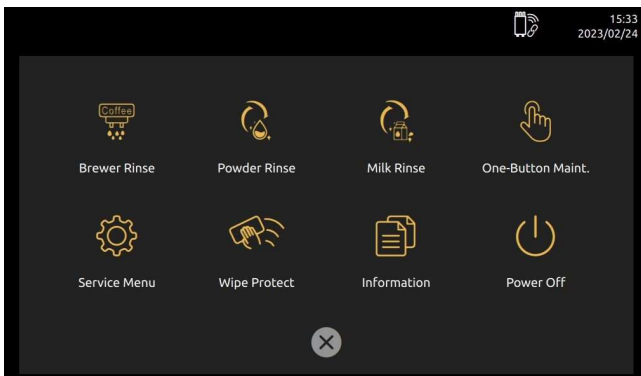 15:33
2023/02/24
Coffee
Brewer Rinse
Powder Rinse
Milk Rinse
One-Button Maint.
Service Menu
Wipe Protect
Information
Power Off